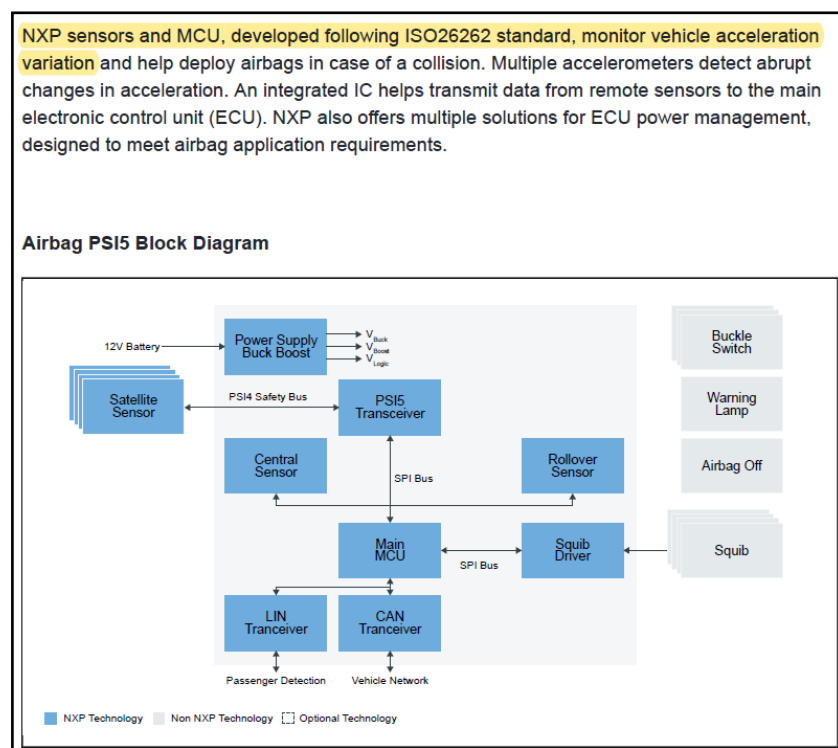 NXP sensors and MCU, developed following ISO26262 standard, monitor vehicle acceleration
variation and help deploy airbags in case of a collision. Multiple accelerometers detect abrupt
changes in acceleration. An integrated IC helps transmit data from remote sensors to the main
electronic control unit (ECU). NXP also offers multiple solutions for ECU power management,
designed to meet airbag application requirements.
Airbag PSI5 Block Diagram
12V Battery
Power Supply
Buck Boost
VBuck
VBoost
VLogic
Buckle
Switch
Satellite
Sensor
PSI4 Safety Bus
PSI5
Transceiver
Warning
Lamp
Central
Sensor
SPI Bus
Rollover
Sensor
Airbag Off
Main
MCU
SPI Bus
Squib
Driver
Squib
LIN
Tranceiver
CAN
Tranceiver
Passenger Detection
Vehicle Network
NXP Technology
Non NXP Technology
Optional Technology